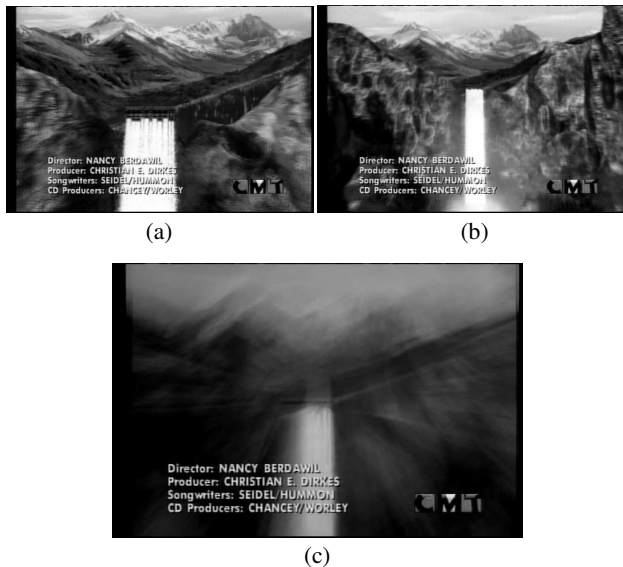 Director: NANCY BERDAWIL
Producer: CHRISTIAN E. DIRKES
Songwriters: SEIDEL/HUMMON
CD Producers: CHANCEY/WORLEY
CMT
Director: NANCY BERDAWIL
Producer: CHRISTIAN E. DIRKES
Songwriters: SEIDEL/HUMMON
CD Producers: CHANCEY/WORLEY
CMT
(a)
(b)
Director: NANCY BERDAWIL
Producer: CHRISTIAN E. DIRKES
Songwriters: SEIDEL/HUMMON
CD Producers: CHANCEY/WORLEY
CMT
(c)